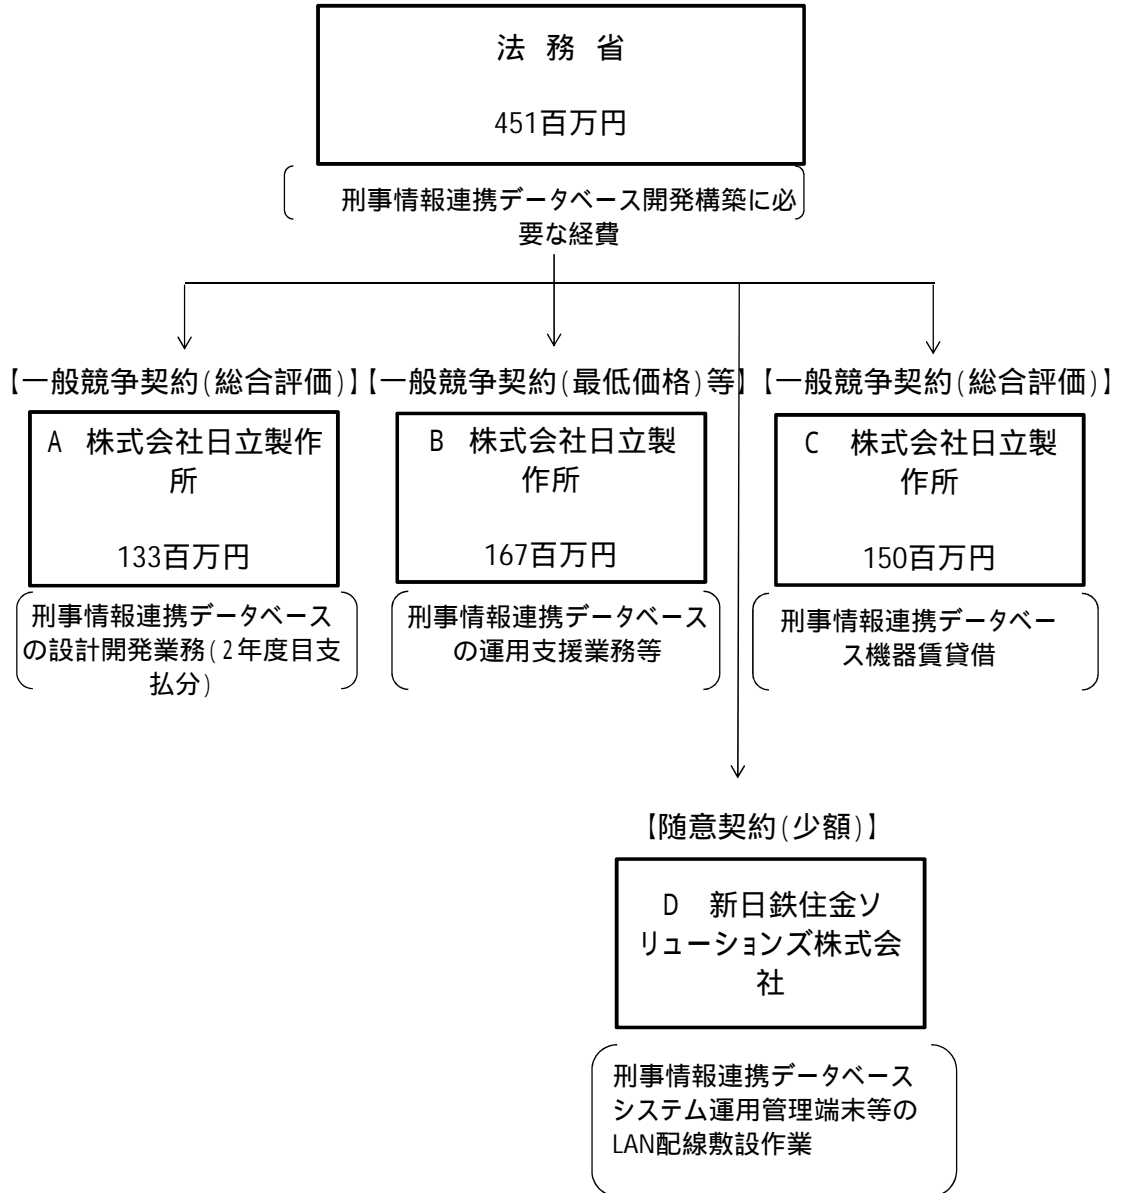 法 務 省
451百万円
刑事情報連携データベース開発構築に必
要な経費
【一般競争契約(総合評価)】
A 株式会社日立製作
所
133百万円
刑事情報連携データベース
の設計開発業務(2年度目支
払分)
【一般競争契約(最低価格)等】
B 株式会社日立製
作所
167百万円
刑事情報連携データベース
の運用支援業務等
【一般競争契約(総合評価)】
C 株式会社日立製
作所
150百万円
刑事情報連携データベー
ス機器賃貸借
【随意契約(少額)】
D 新日鉄住金ソ
リューションズ株式会
社
刑事情報連携データベース
システム運用管理端末等の
LAN配線敷設作業